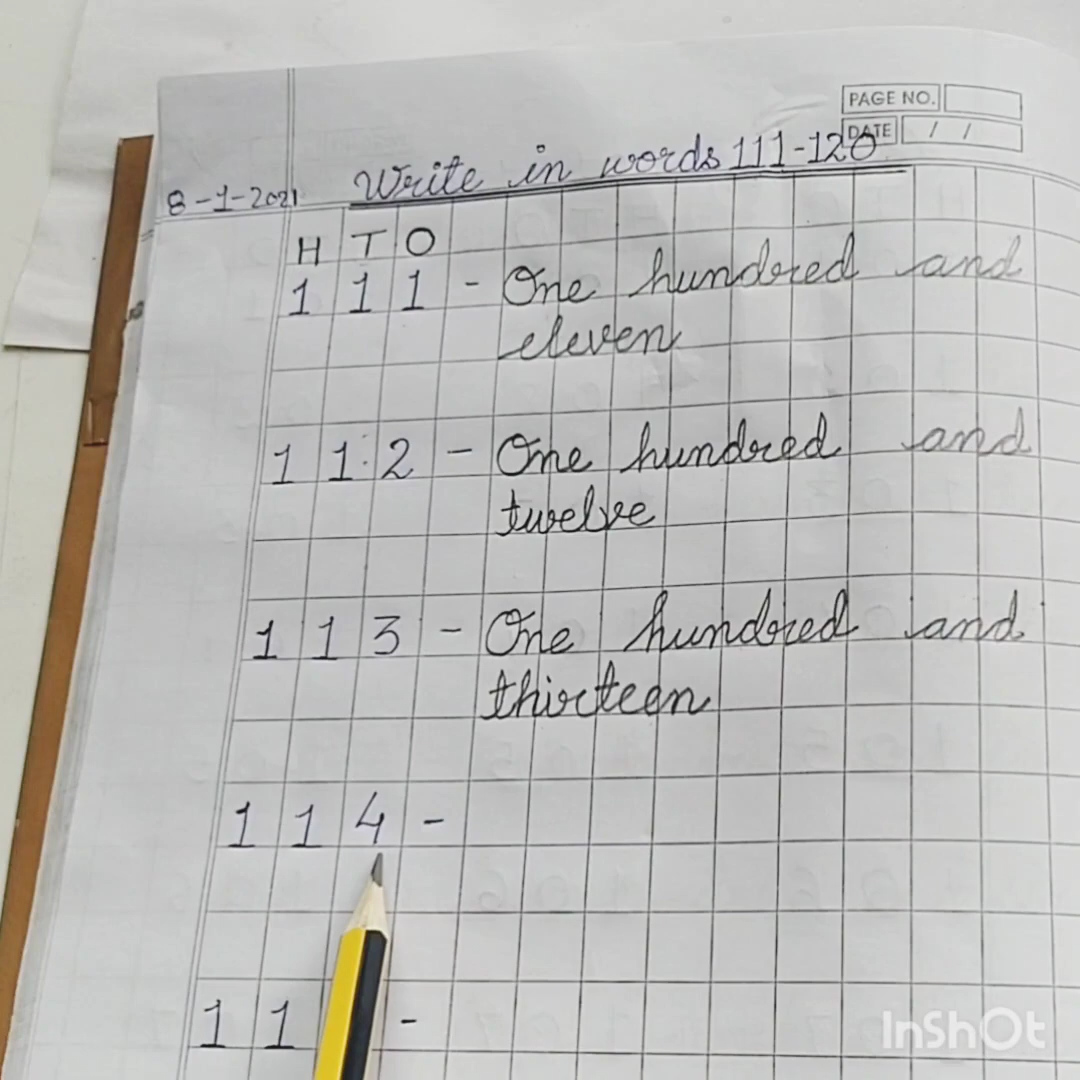 PAGE NO.
DATE / /
8-1-2021 Write in words 111-120
H T O
1 1 1 - One hundred and
eleven
1 1 2 - One hundred and
twelve
1 1 3 - One hundred and
thirteen
1 1 4 -
1 1 -
InShOt